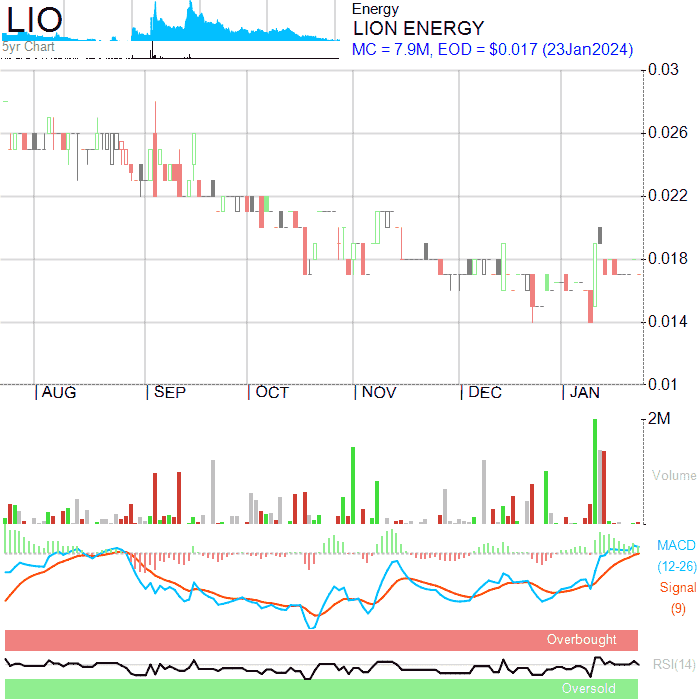 LIO
5yr Chart
Energy
LION ENERGY
MC = 7.9M, EOD = $0.017 (23Jan2024)
0.03
0.026
0.022
0.018
0.014
0.01
AUG SEP OCT NOV DEC JAN
2M
Volume
MACD
(12-26)
Signal
(9)
Overbought
RSI(14)
Oversold